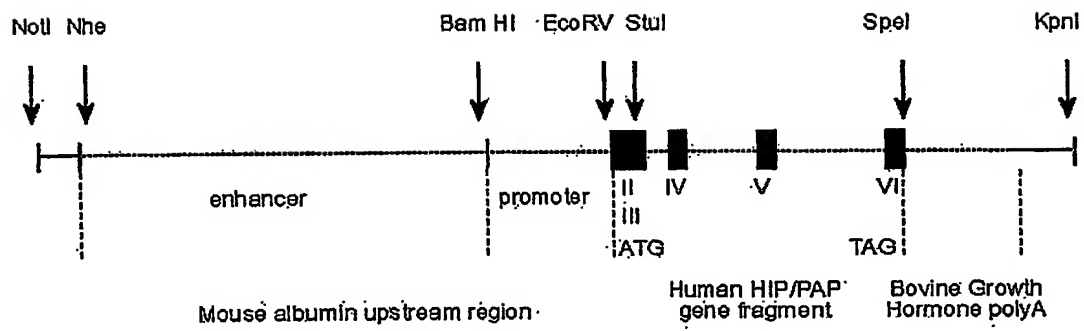 NotI Nhe Bam HI EcoRV StuI SpeI KpnI
enhancer promoter II IV V VI
III
ATG TAG
Mouse albumin upstream region Human HIP/PAP gene fragment Bovine Growth Hormone polyA